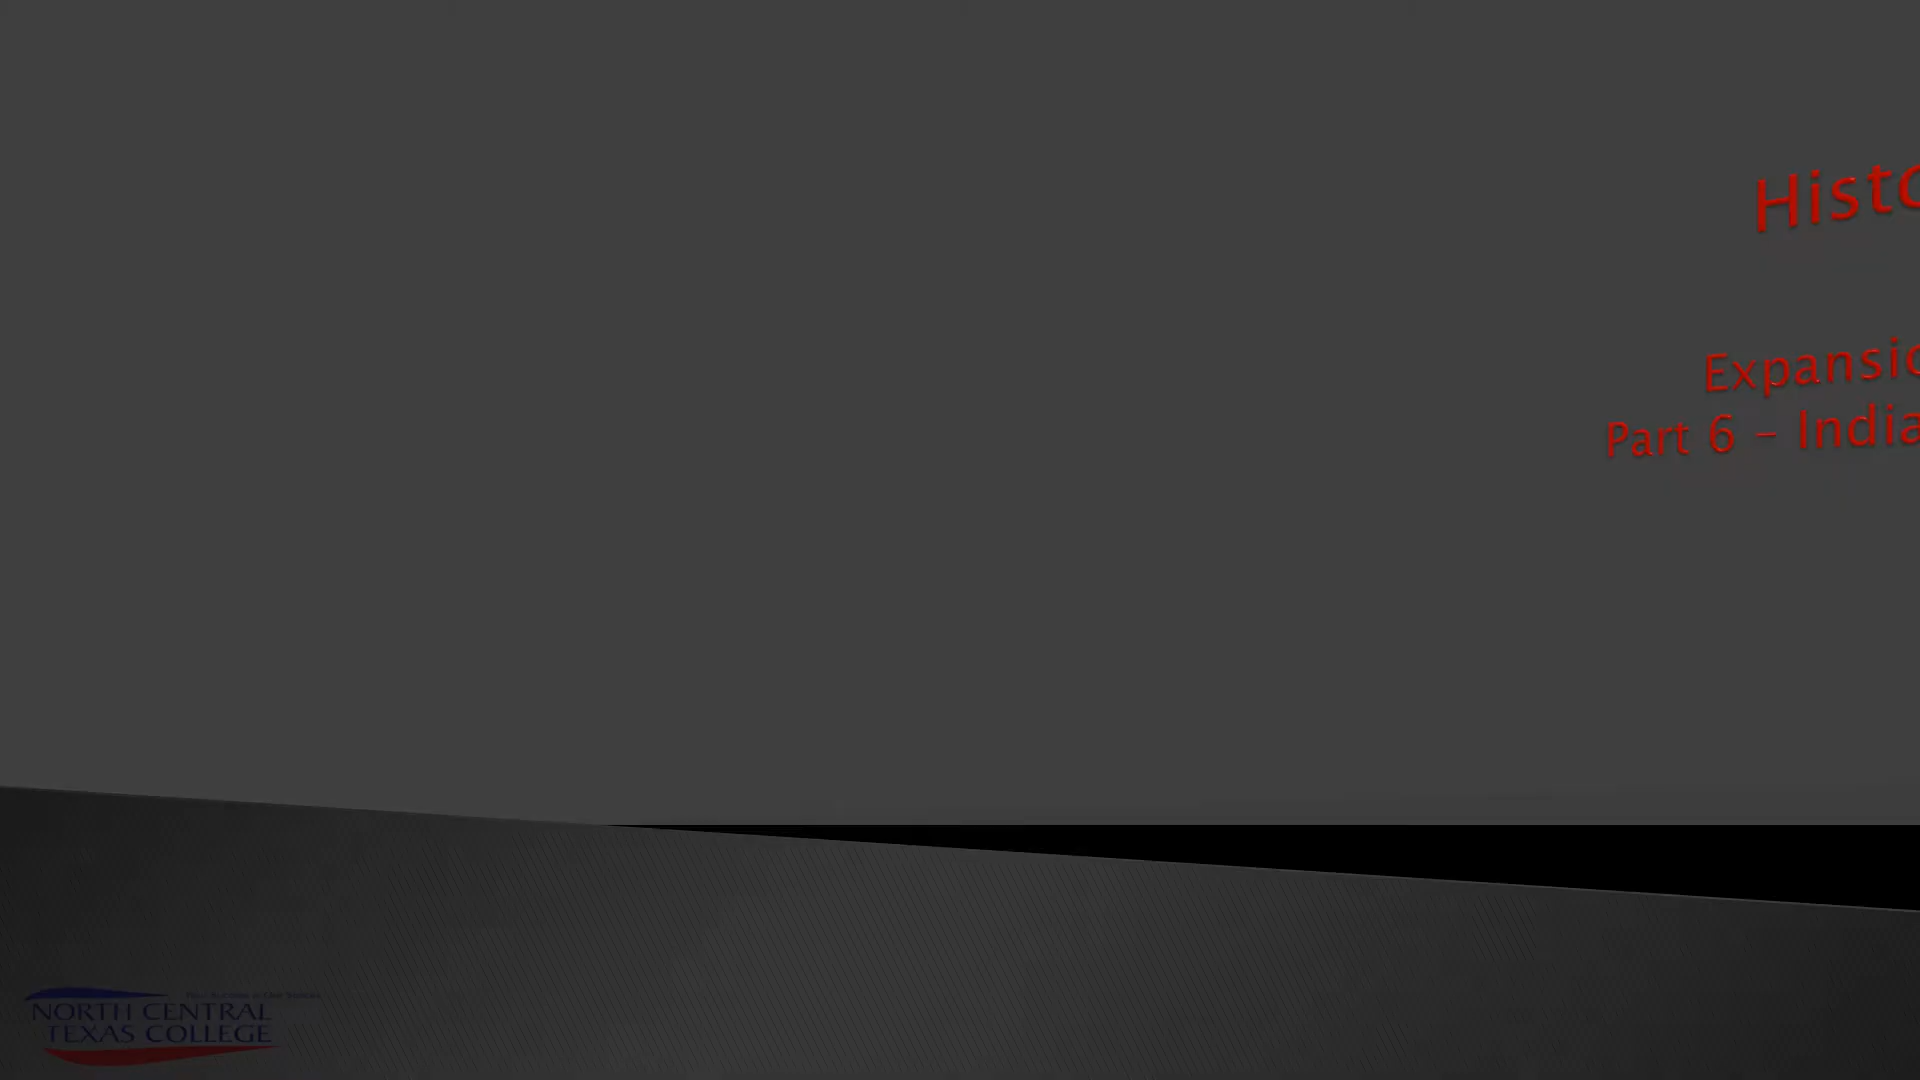 Histo
Expansio
Part 6 – India
NORTH CENTRAL
TEXAS COLLEGE